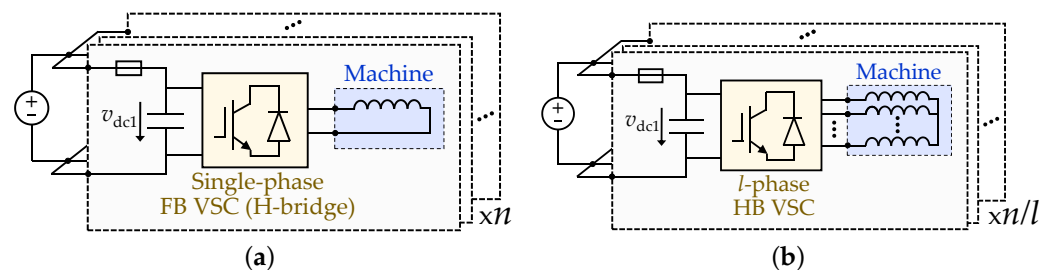 Machine
v_dc1
Single-phase
FB VSC (H-bridge)
xn
(a)
Machine
v_dc1
l-phase
HB VSC
xn/l
(b)